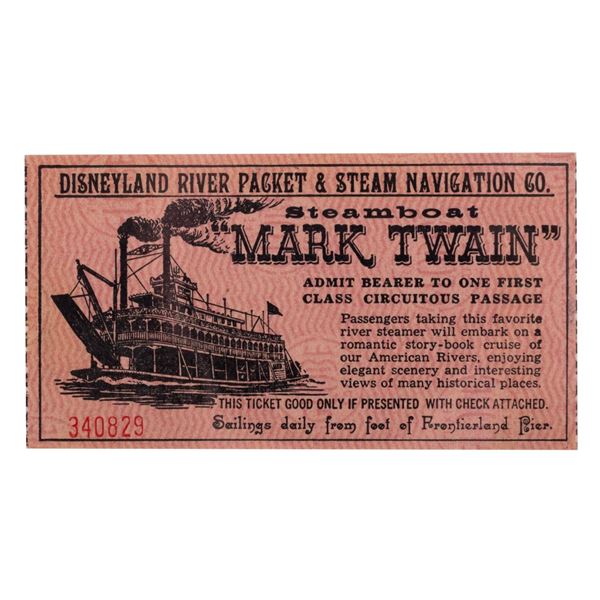 DISNEYLAND RIVER PACKET & STEAM NAVIGATION CO.
Steamboat
"MARK TWAIN"
ADMIT BEARER TO ONE FIRST
CLASS CIRCUITOUS PASSAGE
Passengers taking this favorite
river steamer will embark on a
romantic story-book cruise of
our American Rivers, enjoying
elegant scenery and interesting
views of many historical places.
THIS TICKET GOOD ONLY IF PRESENTED WITH CHECK ATTACHED.
340829
Sailings daily from foot of Frontierland Pier.